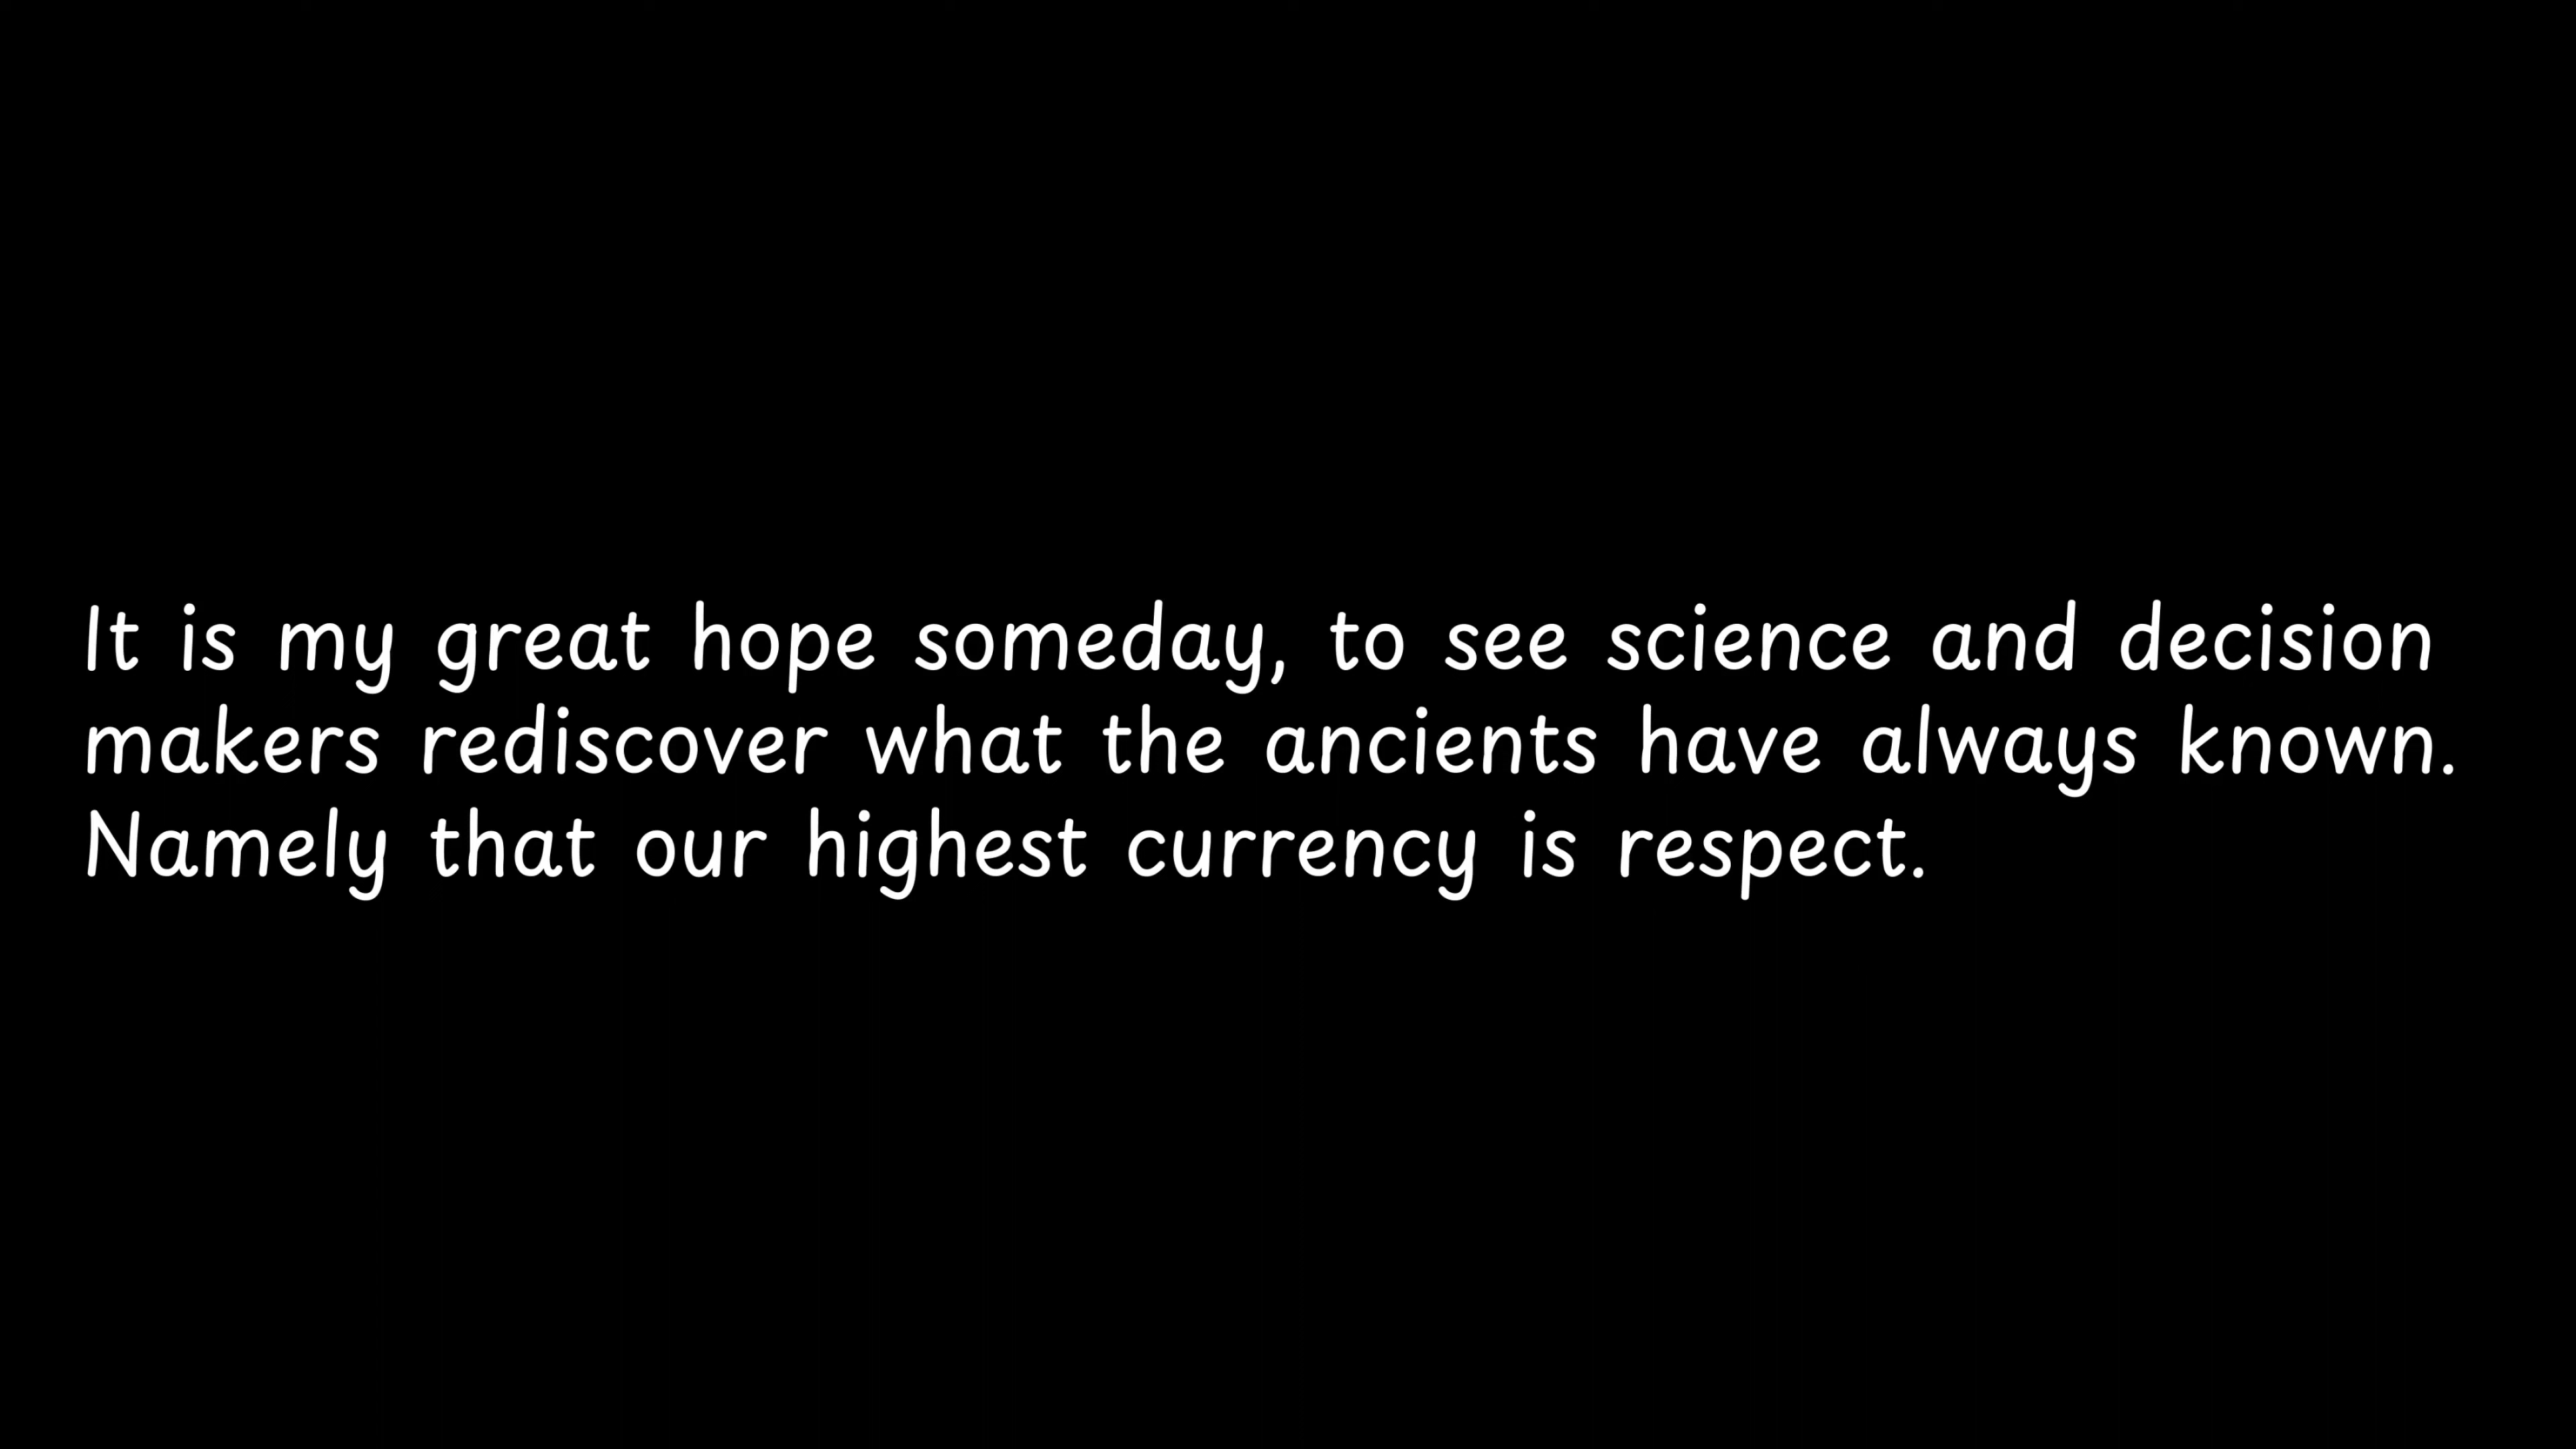 It is my great hope someday, to see science and decision
makers rediscover what the ancients have always known.
Namely that our highest currency is respect.